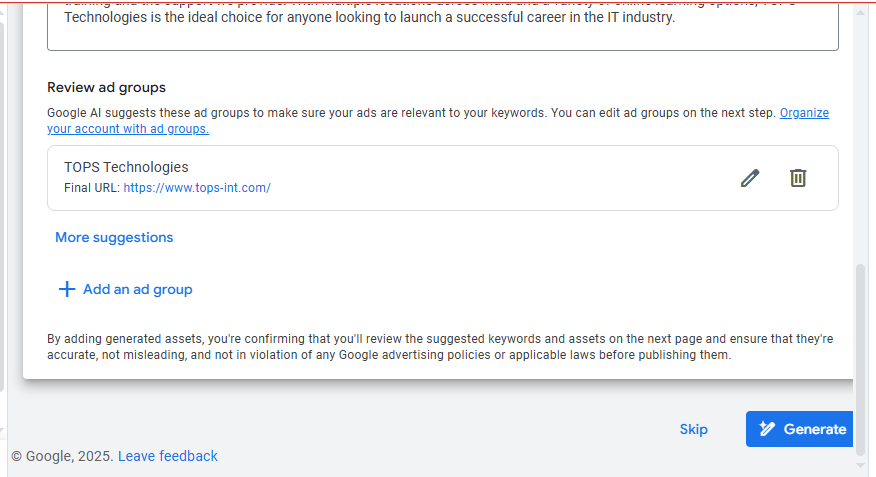 Technologies is the ideal choice for anyone looking to launch a successful career in the IT industry.
Review ad groups
Google AI suggests these ad groups to make sure your ads are relevant to your keywords. You can edit ad groups on the next step. Organize
your account with ad groups.
TOPS Technologies
Final URL: https://www.tops-int.com/
More suggestions
Add an ad group
By adding generated assets, you're confirming that you'll review the suggested keywords and assets on the next page and ensure that they're
accurate, not misleading, and not in violation of any Google advertising policies or applicable laws before publishing them.
Skip
Generate
© Google, 2025. Leave feedback